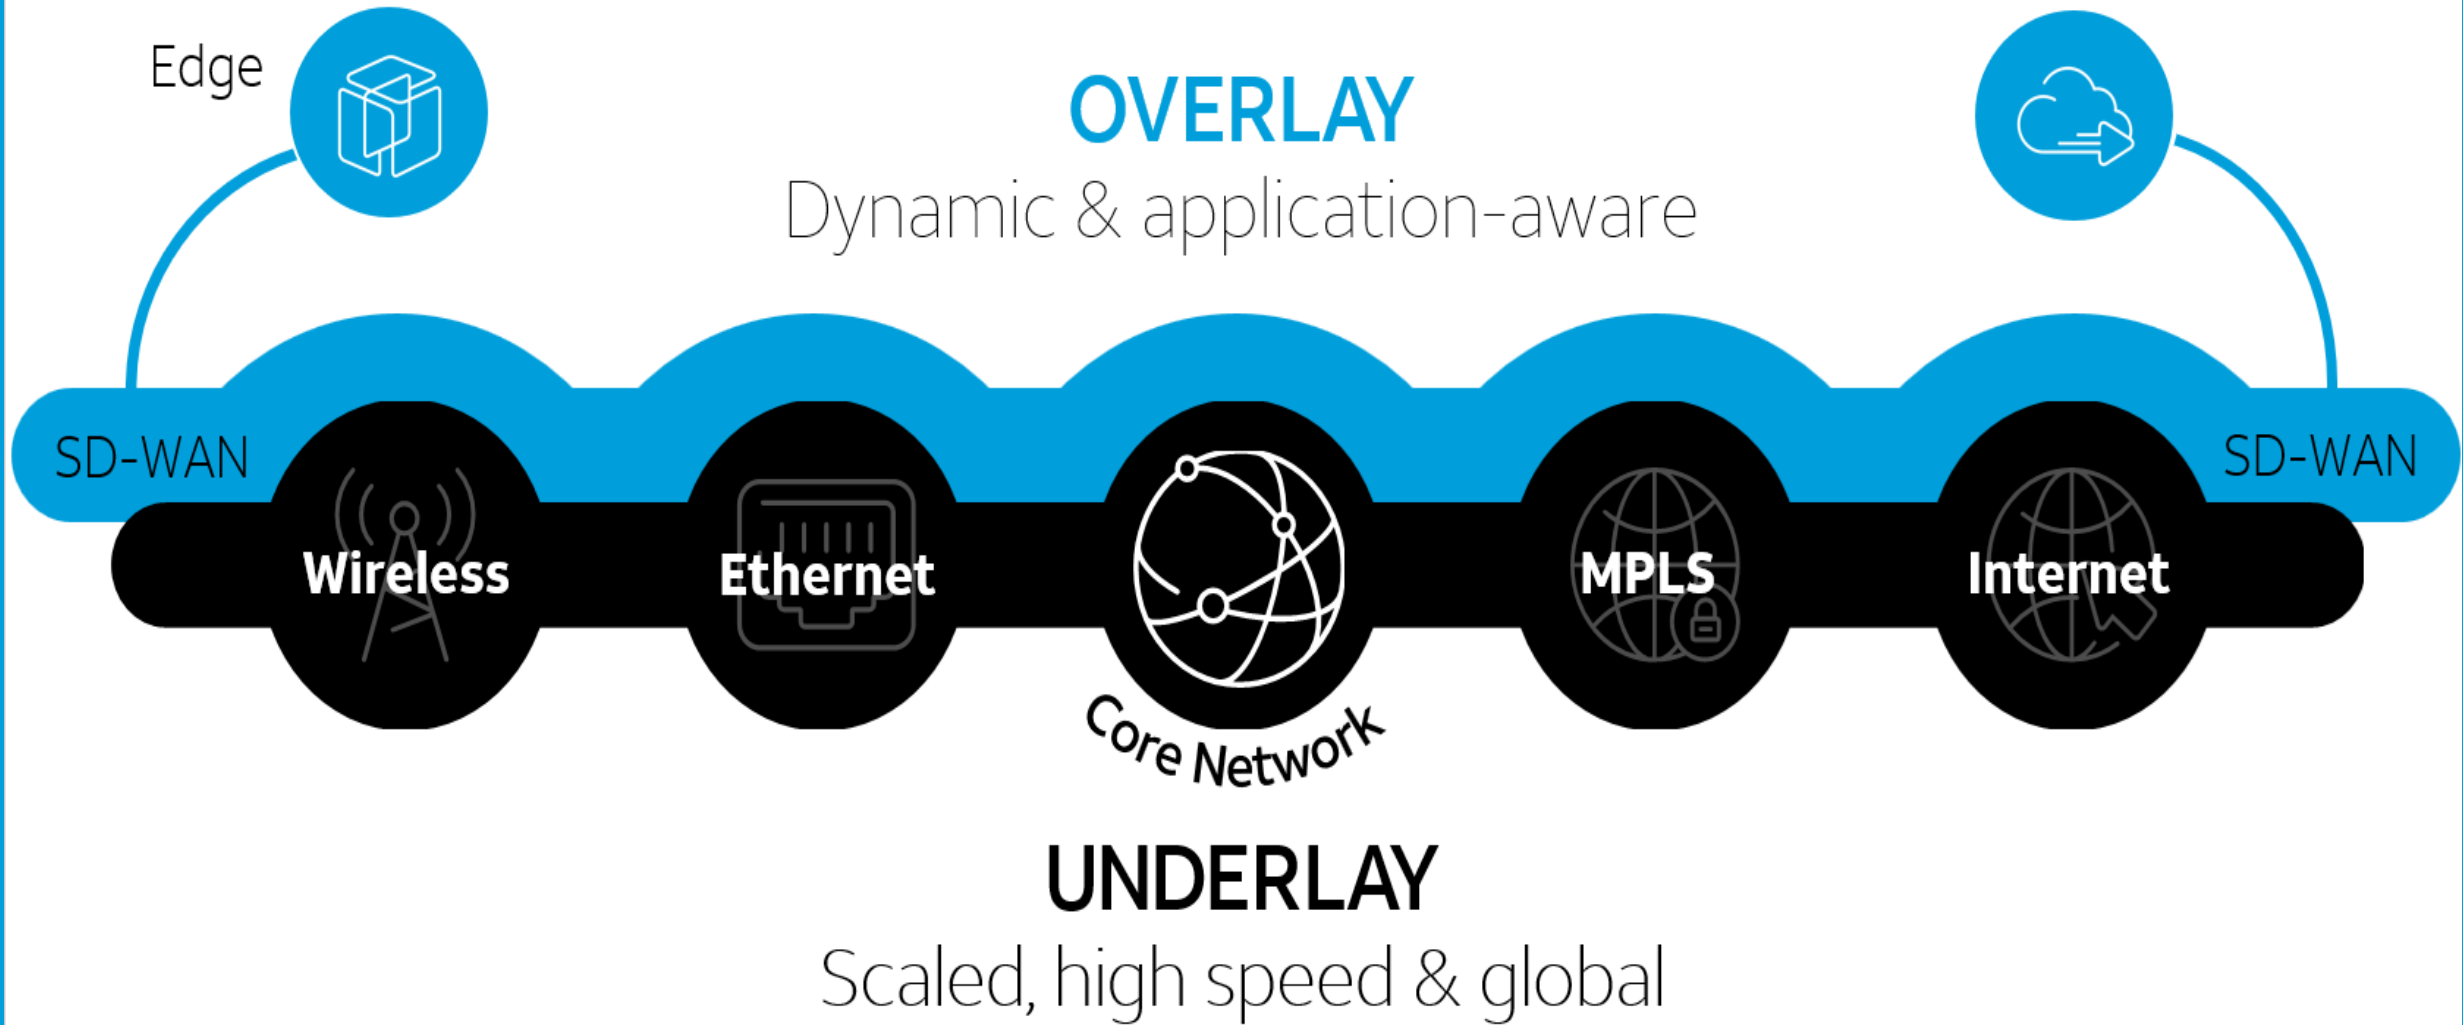 Edge
OVERLAY
Dynamic & application-aware
SD-WAN
SD-WAN
Wireless
Ethernet
MPLS
Internet
Core Network
UNDERLAY
Scaled, high speed & global